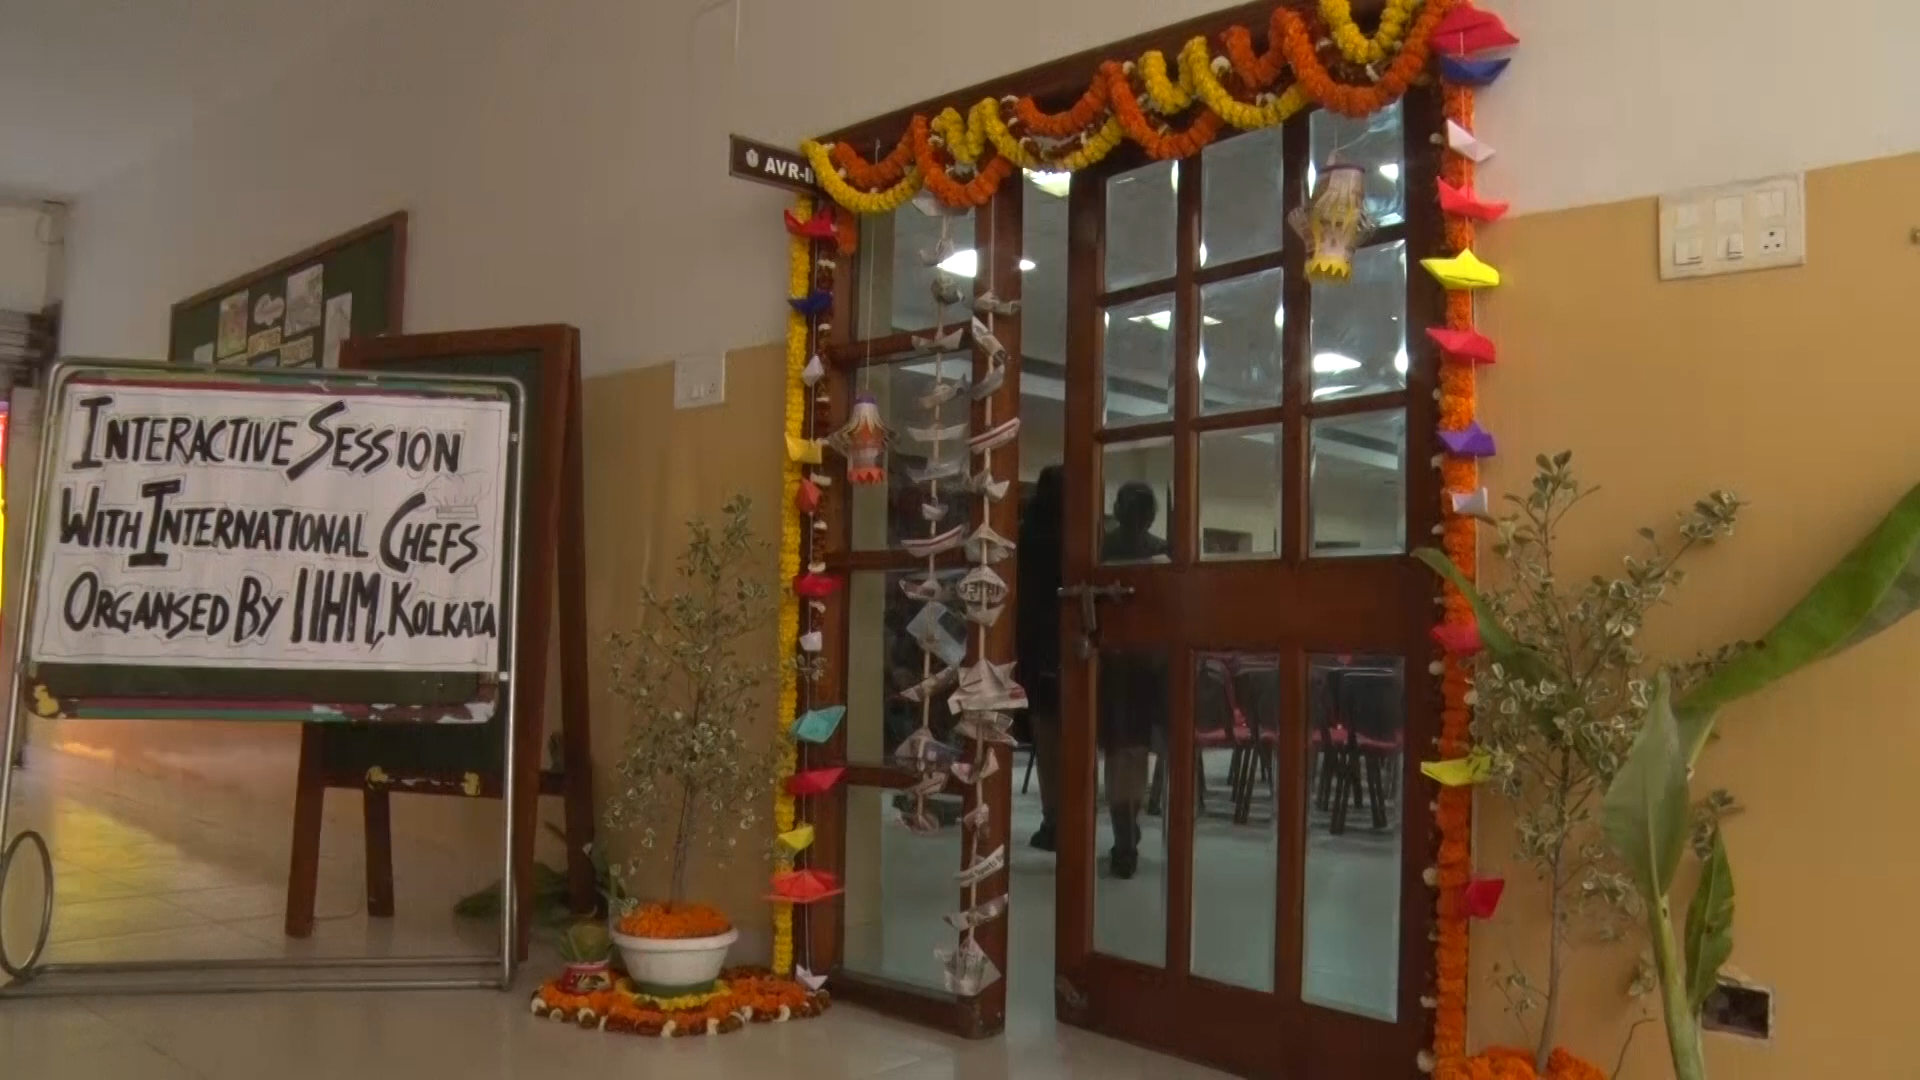 INTERACTIVE SESSION
WITH INTERNATIONAL CHEFS
ORGANSED BY IIHM, KOLKATA
AVR-II